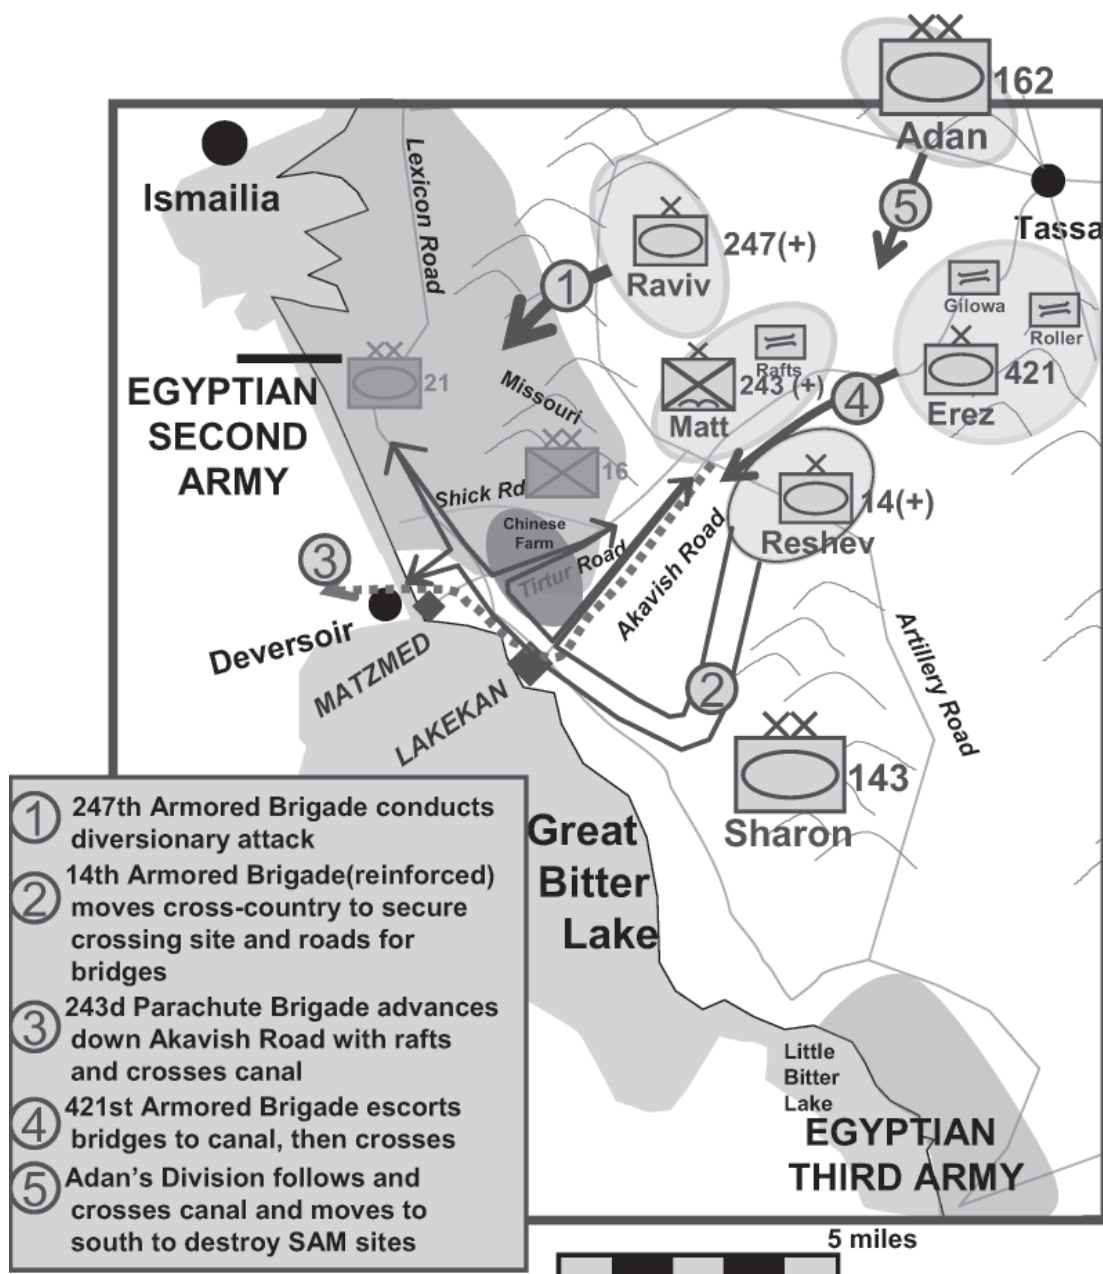 162
Adan
5
Tassa
Ismailia
Lexicon Road
247(+)
Raviv
1
Gilowa
Roller
Rafts
243 (+)
Matt
4
421
Erez
21
EGYPTIAN
SECOND
ARMY
Missouri
16
Shick Rd
14(+)
Reshev
Chinese
Farm
Tirtur Road
Akavish Road
3
Deversoir
MATZMED
LAKEKAN
2
Artillery Road
143
Sharon
Great
Bitter
Lake
Little
Bitter
Lake
EGYPTIAN
THIRD ARMY
1 247th Armored Brigade conducts
diversionary attack
2 14th Armored Brigade(reinforced)
moves cross-country to secure
crossing site and roads for
bridges
3 243d Parachute Brigade advances
down Akavish Road with rafts
and crosses canal
4 421st Armored Brigade escorts
bridges to canal, then crosses
5 Adan's Division follows and
crosses canal and moves to
south to destroy SAM sites
5 miles